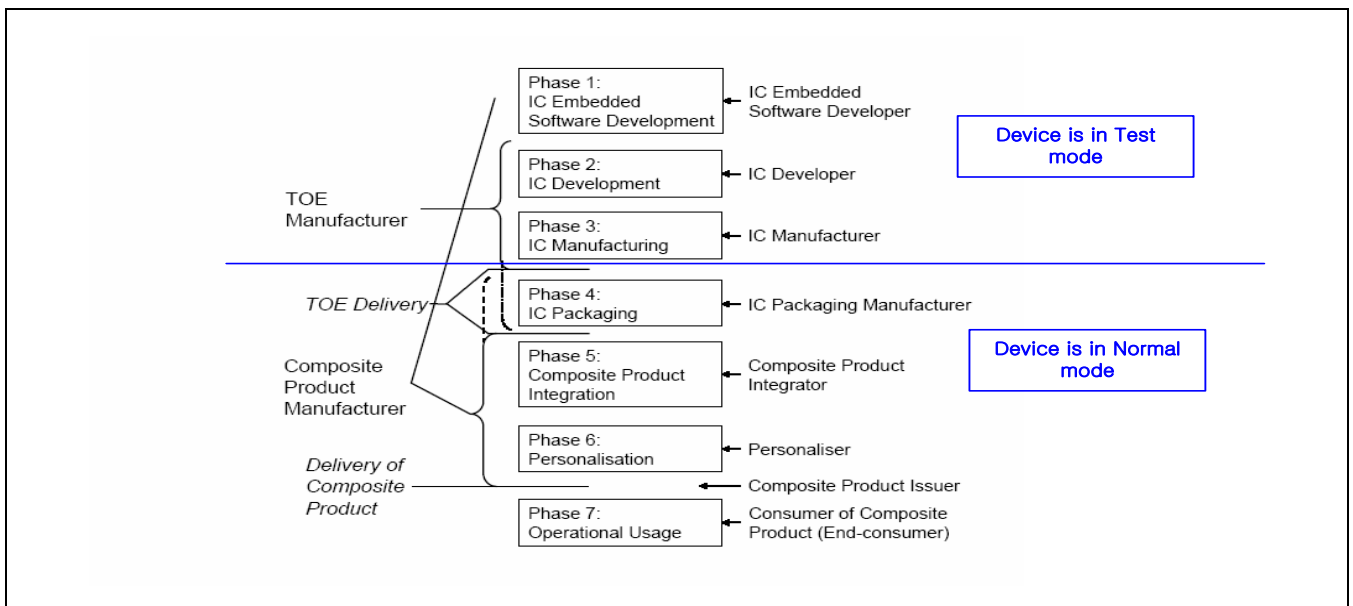 Phase 1:
IC Embedded
Software Development
IC Embedded
Software Developer
Device is in Test
mode
Phase 2:
IC Development
IC Developer
TOE
Manufacturer
Phase 3:
IC Manufacturing
IC Manufacturer
TOE Delivery
Phase 4:
IC Packaging
IC Packaging Manufacturer
Device is in Normal
mode
Composite
Product
Manufacturer
Phase 5:
Composite Product
Integration
Composite Product
Integrator
Phase 6:
Personalisation
Personaliser
Delivery of
Composite
Product
Composite Product Issuer
Phase 7:
Operational Usage
Consumer of Composite
Product (End-consumer)